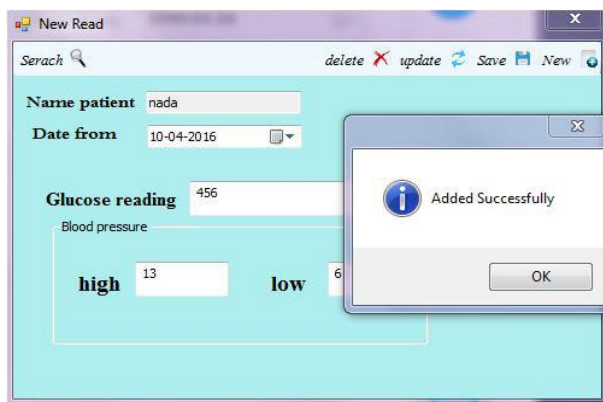 New Read
Serach delete update Save New
Name patient nada
Date from 10-04-2016
Glucose reading 456
Added Successfully
Blood pressure
high 13 low 6
OK